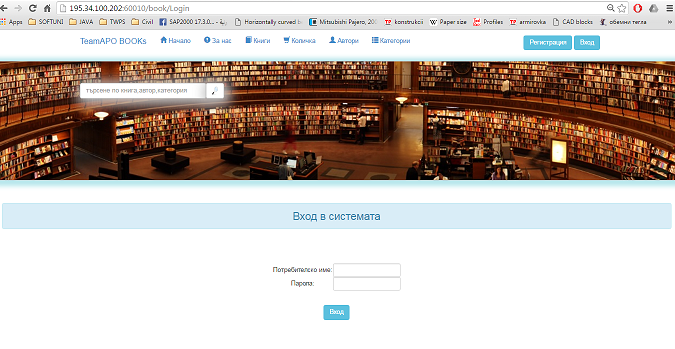 195.34.100.202:60010/book/Login
Apps SOFTUNI JAVA TWPS Civil SAP2000 17.3.0... Horizontally curved b Mitsubishi Pajero, 200 konstrukcii Paper size Profiles armirovka CAD blocks обемни тегла
TeamAPO BOOKs Начало За нас Книги Количка Автори Категории Регистрация Вход
търсене по книга,автор,категория
Вход в системата
Потребителско име:
Парола:
Вход